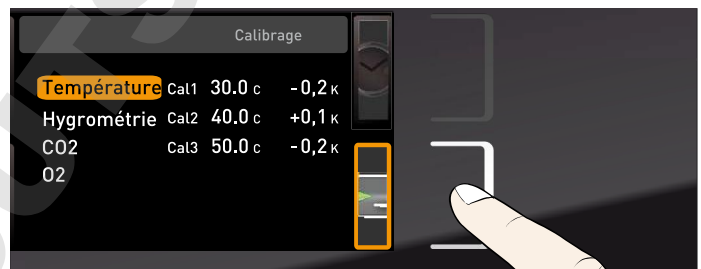 Calibrage
Température Cal1 30.0 c -0,2 K
Hygrométrie Cal2 40.0 c +0,1 K
CO2 Cal3 50.0 c -0,2 K
O2